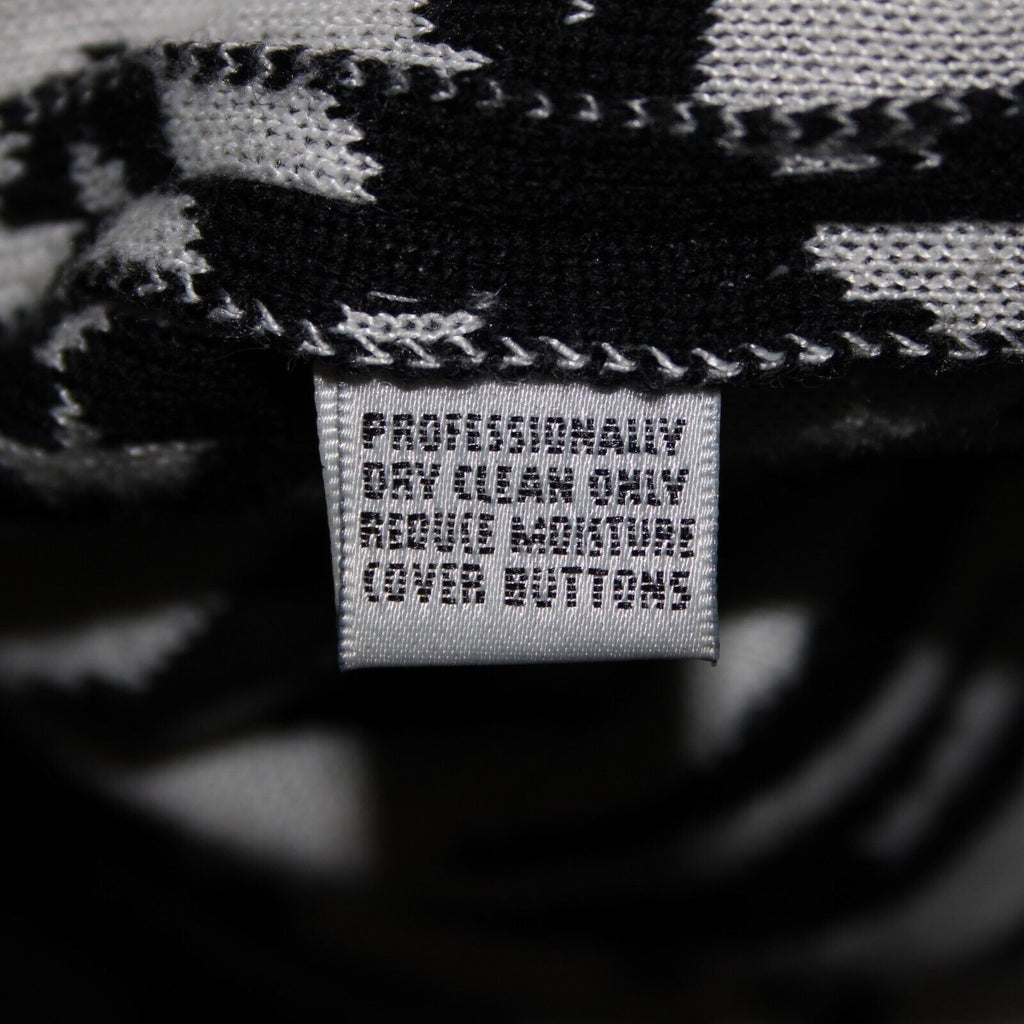 PROFESSIONALLY
DRY CLEAN ONLY
REDUCE MOISTURE
COVER BUTTONS